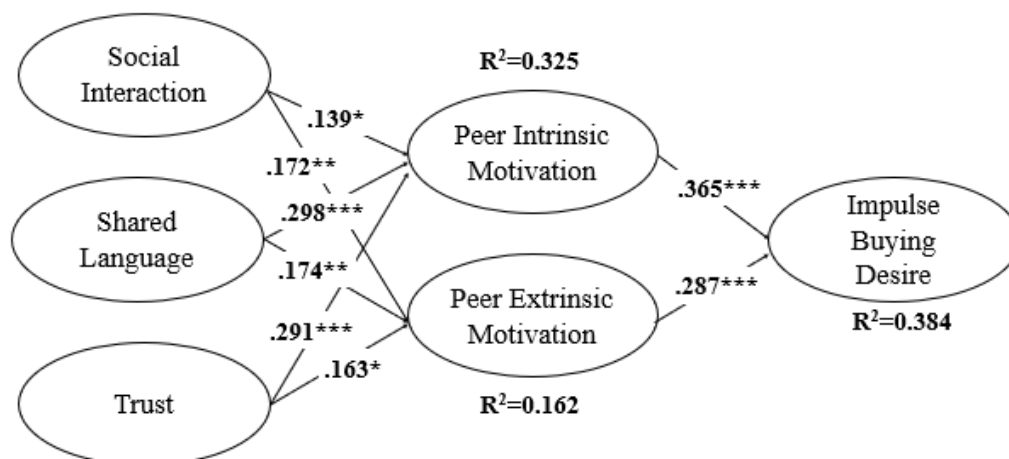 Social
Interaction
R²=0.325
.139*
Peer Intrinsic
Motivation
.172**
.365***
Shared
Language
.298***
Impulse
Buying
Desire
.174**
Peer Extrinsic
Motivation
.287***
R²=0.384
.291***
.163*
Trust
R²=0.162